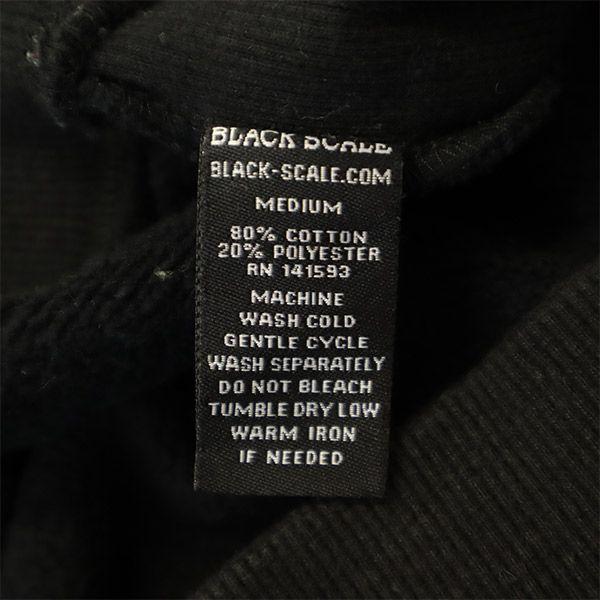 BLACK SCALE
BLACK-SCALE.COM
MEDIUM
80% COTTON
20% POLYESTER
RN 141593
MACHINE
WASH COLD
GENTLE CYCLE
WASH SEPARATELY
DO NOT BLEACH
TUMBLE DRY LOW
WARM IRON
IF NEEDED